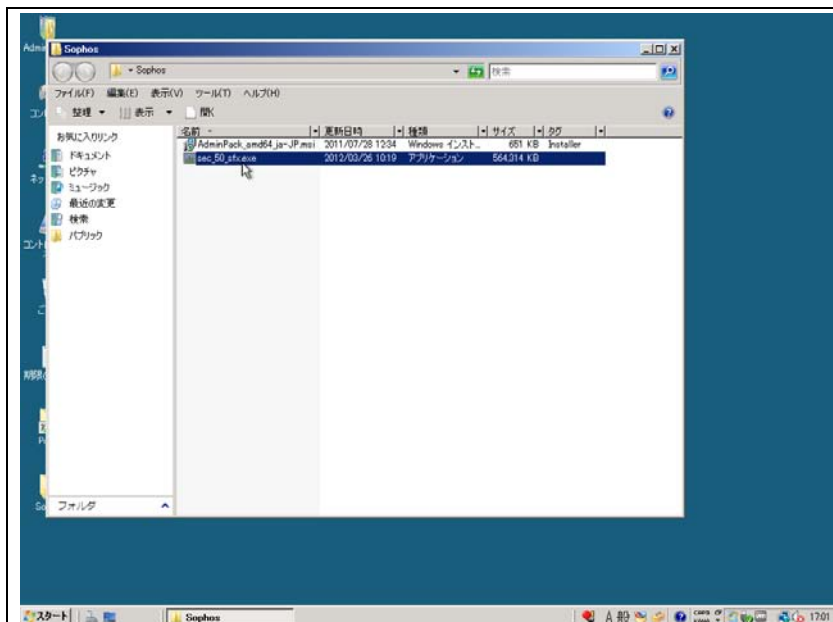 Sophos
Sophos
検索
ファイル(F) 編集(E) 表示(V) ツール(T) ヘルプ(H)
整理 表示 開く
お気に入りリンク
ドキュメント
ピクチャ
ミュージック
最近の変更
検索
パブリック
フォルダ
名前 更新日時 種類 サイズ タグ
AdminPack_amd64_ja-JP.msi 2011/07/28 12:34 Windows インスト... 651 KB Installer
sec_50_sfx.exe 2012/03/26 10:19 アプリケーション 564,014 KB
スタート
Sophos
A 般
CAPS
KANA
17:01